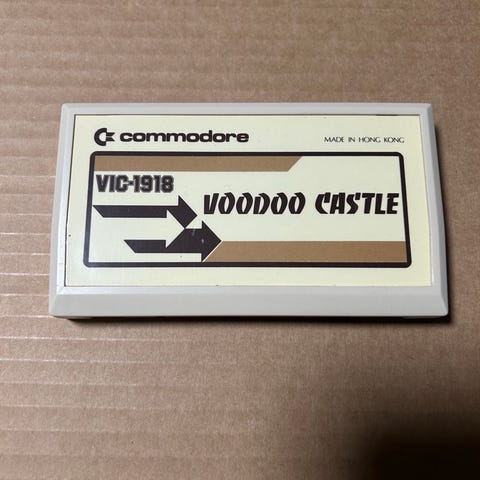 commodore
MADE IN HONG KONG
VIC-1918
VOODOO CASTLE